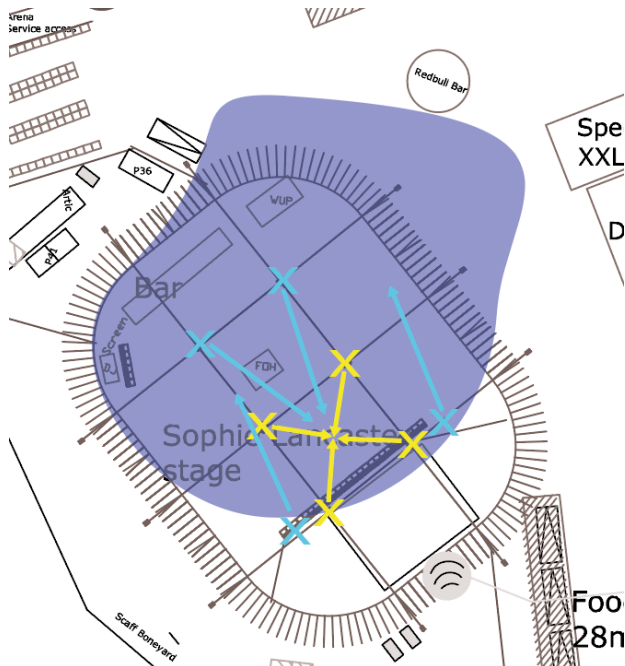 Arena
Service access
Redbull Bar
Spe
XXL
P36
Artic
WUP
P41
D
Bar
Screen
FOH
Sophie Lancaster
stage
Foo
28m
Scaff Boneyard